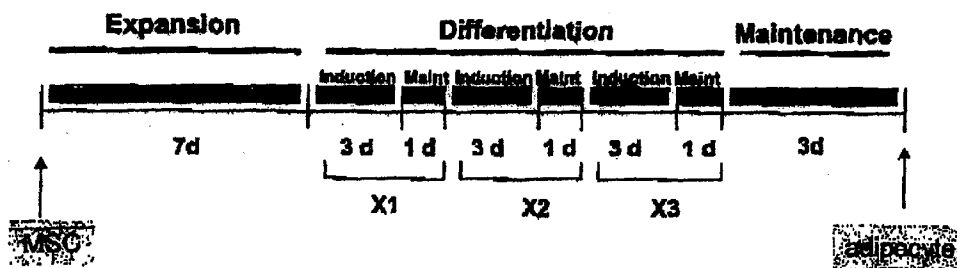 Expansion Differentiation Maintenance
Induction Maint Induction Maint Induction Maint
7d 3 d 1 d 3 d 1 d 3 d 1 d 3d
X1 X2 X3
MSC adipocyte